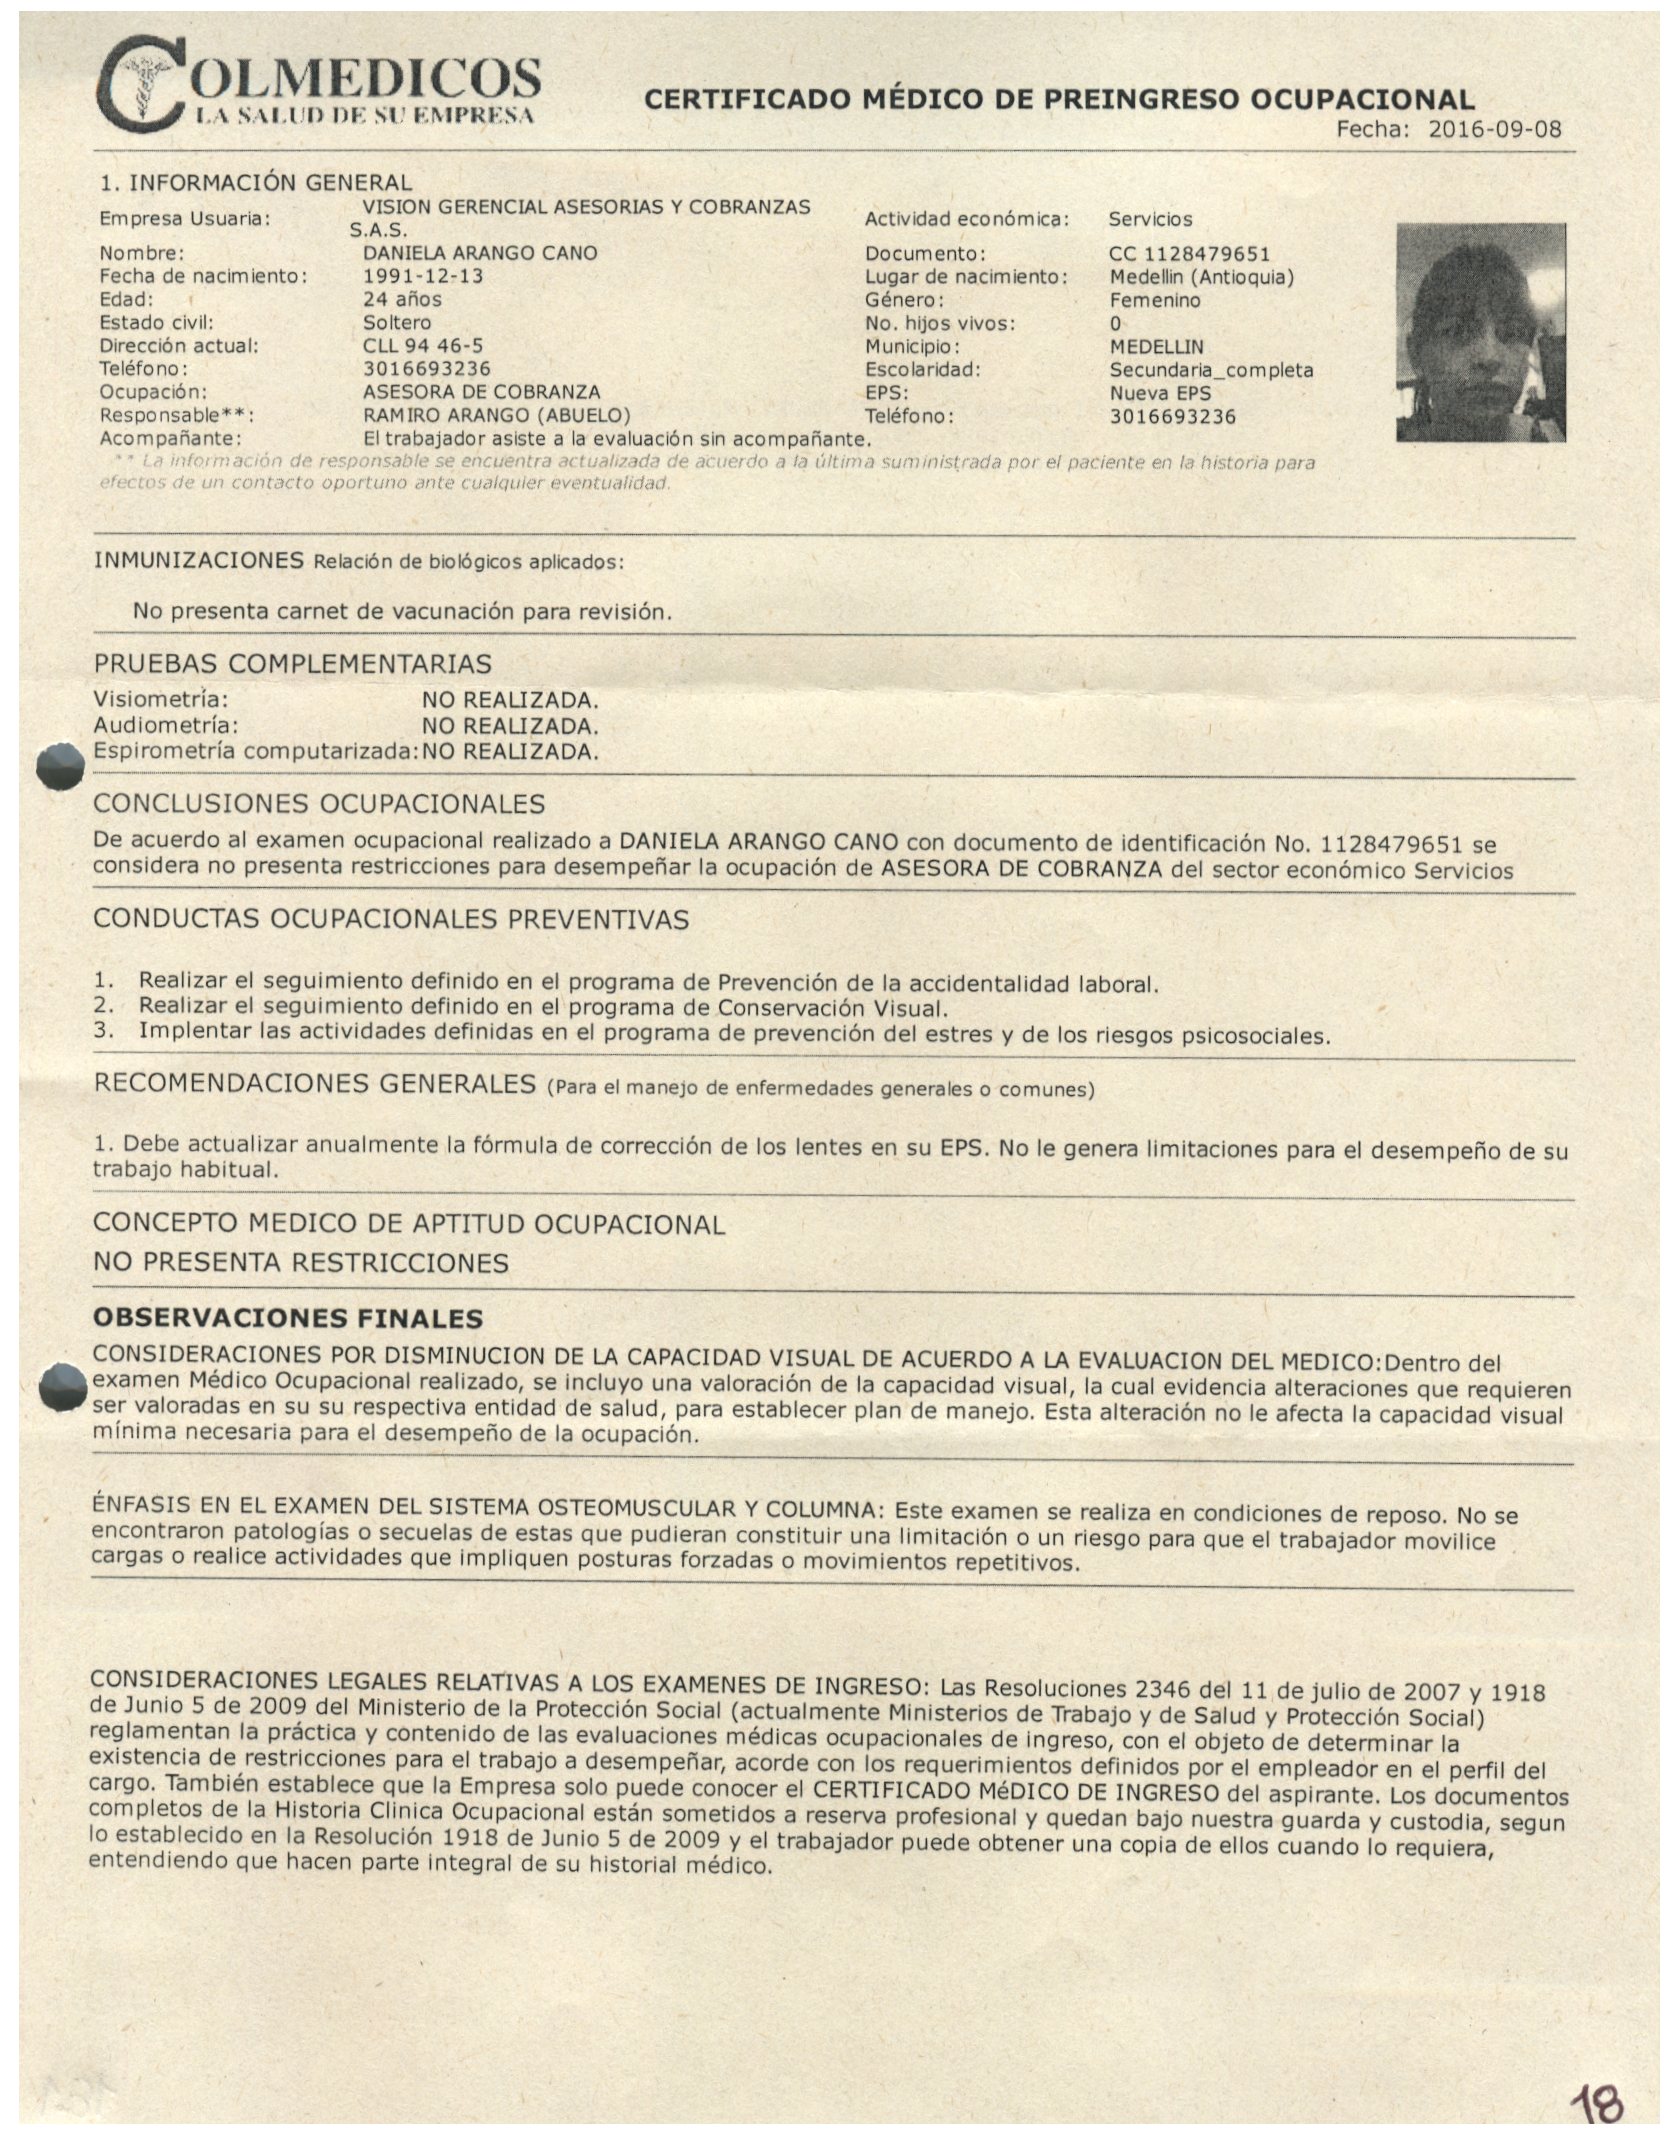 COLMEDICOS
LA SALUD DE SU EMPRESA
CERTIFICADO MÉDICO DE PREINGRESO OCUPACIONAL
Fecha: 2016-09-08
1. INFORMACIÓN GENERAL
Empresa Usuaria: VISION GERENCIAL ASESORIAS Y COBRANZAS S.A.S. Actividad económica: Servicios
Nombre: DANIELA ARANGO CANO Documento: CC 1128479651
Fecha de nacimiento: 1991-12-13 Lugar de nacimiento: Medellin (Antioquia)
Edad: 24 años Género: Femenino
Estado civil: Soltero No. hijos vivos: 0
Dirección actual: CLL 94 46-5 Municipio: MEDELLIN
Teléfono: 3016693236 Escolaridad: Secundaria_completa
Ocupación: ASESORA DE COBRANZA EPS: Nueva EPS
Responsable**: RAMIRO ARANGO (ABUELO) Teléfono: 3016693236
Acompañante: El trabajador asiste a la evaluación sin acompañante.
** La información de responsable se encuentra actualizada de acuerdo a la última suministrada por el paciente en la historia para
efectos de un contacto oportuno ante cualquier eventualidad.
INMUNIZACIONES Relación de biológicos aplicados:
No presenta carnet de vacunación para revisión.
PRUEBAS COMPLEMENTARIAS
Visiometría: NO REALIZADA.
Audiometría: NO REALIZADA.
Espirometría computarizada: NO REALIZADA.
CONCLUSIONES OCUPACIONALES
De acuerdo al examen ocupacional realizado a DANIELA ARANGO CANO con documento de identificación No. 1128479651 se
considera no presenta restricciones para desempeñar la ocupación de ASESORA DE COBRANZA del sector económico Servicios
CONDUCTAS OCUPACIONALES PREVENTIVAS
1. Realizar el seguimiento definido en el programa de Prevención de la accidentalidad laboral.
2. Realizar el seguimiento definido en el programa de Conservación Visual.
3. Implentar las actividades definidas en el programa de prevención del estres y de los riesgos psicosociales.
RECOMENDACIONES GENERALES (Para el manejo de enfermedades generales o comunes)
1. Debe actualizar anualmente la fórmula de corrección de los lentes en su EPS. No le genera limitaciones para el desempeño de su
trabajo habitual.
CONCEPTO MEDICO DE APTITUD OCUPACIONAL
NO PRESENTA RESTRICCIONES
OBSERVACIONES FINALES
CONSIDERACIONES POR DISMINUCION DE LA CAPACIDAD VISUAL DE ACUERDO A LA EVALUACION DEL MEDICO:Dentro del
examen Médico Ocupacional realizado, se incluyo una valoración de la capacidad visual, la cual evidencia alteraciones que requieren
ser valoradas en su su respectiva entidad de salud, para establecer plan de manejo. Esta alteración no le afecta la capacidad visual
mínima necesaria para el desempeño de la ocupación.
ÉNFASIS EN EL EXAMEN DEL SISTEMA OSTEOMUSCULAR Y COLUMNA: Este examen se realiza en condiciones de reposo. No se
encontraron patologías o secuelas de estas que pudieran constituir una limitación o un riesgo para que el trabajador movilice
cargas o realice actividades que impliquen posturas forzadas o movimientos repetitivos.
CONSIDERACIONES LEGALES RELATIVAS A LOS EXAMENES DE INGRESO: Las Resoluciones 2346 del 11 de julio de 2007 y 1918
de Junio 5 de 2009 del Ministerio de la Protección Social (actualmente Ministerios de Trabajo y de Salud y Protección Social)
reglamentan la práctica y contenido de las evaluaciones médicas ocupacionales de ingreso, con el objeto de determinar la
existencia de restricciones para el trabajo a desempeñar, acorde con los requerimientos definidos por el empleador en el perfil del
cargo. También establece que la Empresa solo puede conocer el CERTIFICADO MéDICO DE INGRESO del aspirante. Los documentos
completos de la Historia Clinica Ocupacional están sometidos a reserva profesional y quedan bajo nuestra guarda y custodia, segun
lo establecido en la Resolución 1918 de Junio 5 de 2009 y el trabajador puede obtener una copia de ellos cuando lo requiera,
entendiendo que hacen parte integral de su historial médico.
18